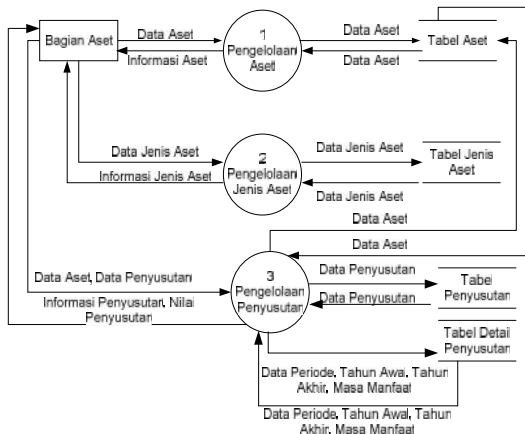 Bagian Aset
Data Aset
Informasi Aset
1
Pengelolaan
Aset
Data Aset
Data Aset
Tabel Aset
Data Jenis Aset
Informasi Jenis Aset
2
Pengelolaan
Jenis Aset
Data Jenis Aset
Data Jenis Aset
Tabel Jenis
Aset
Data Aset
Data Aset
Data Aset, Data Penyusutan
Informasi Penyusutan, Nilai
Penyusutan
3
Pengelolaan
Penyusutan
Data Penyusutan
Data Penyusutan
Tabel
Penyusutan
Tabel Detail
Penyusutan
Data Periode, Tahun Awal, Tahun
Akhir, Masa Manfaat
Data Periode, Tahun Awal, Tahun
Akhir, Masa Manfaat